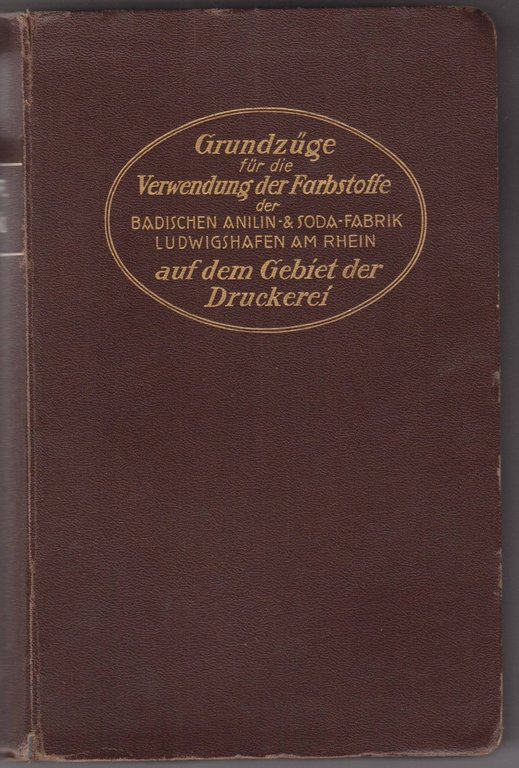 Grundzüge
für die
Verwendung der Farbstoffe
der
BADISCHEN ANILIN-& SODA-FABRIK
LUDWIGSHAFEN AM RHEIN
auf dem Gebiet der
Druckerei